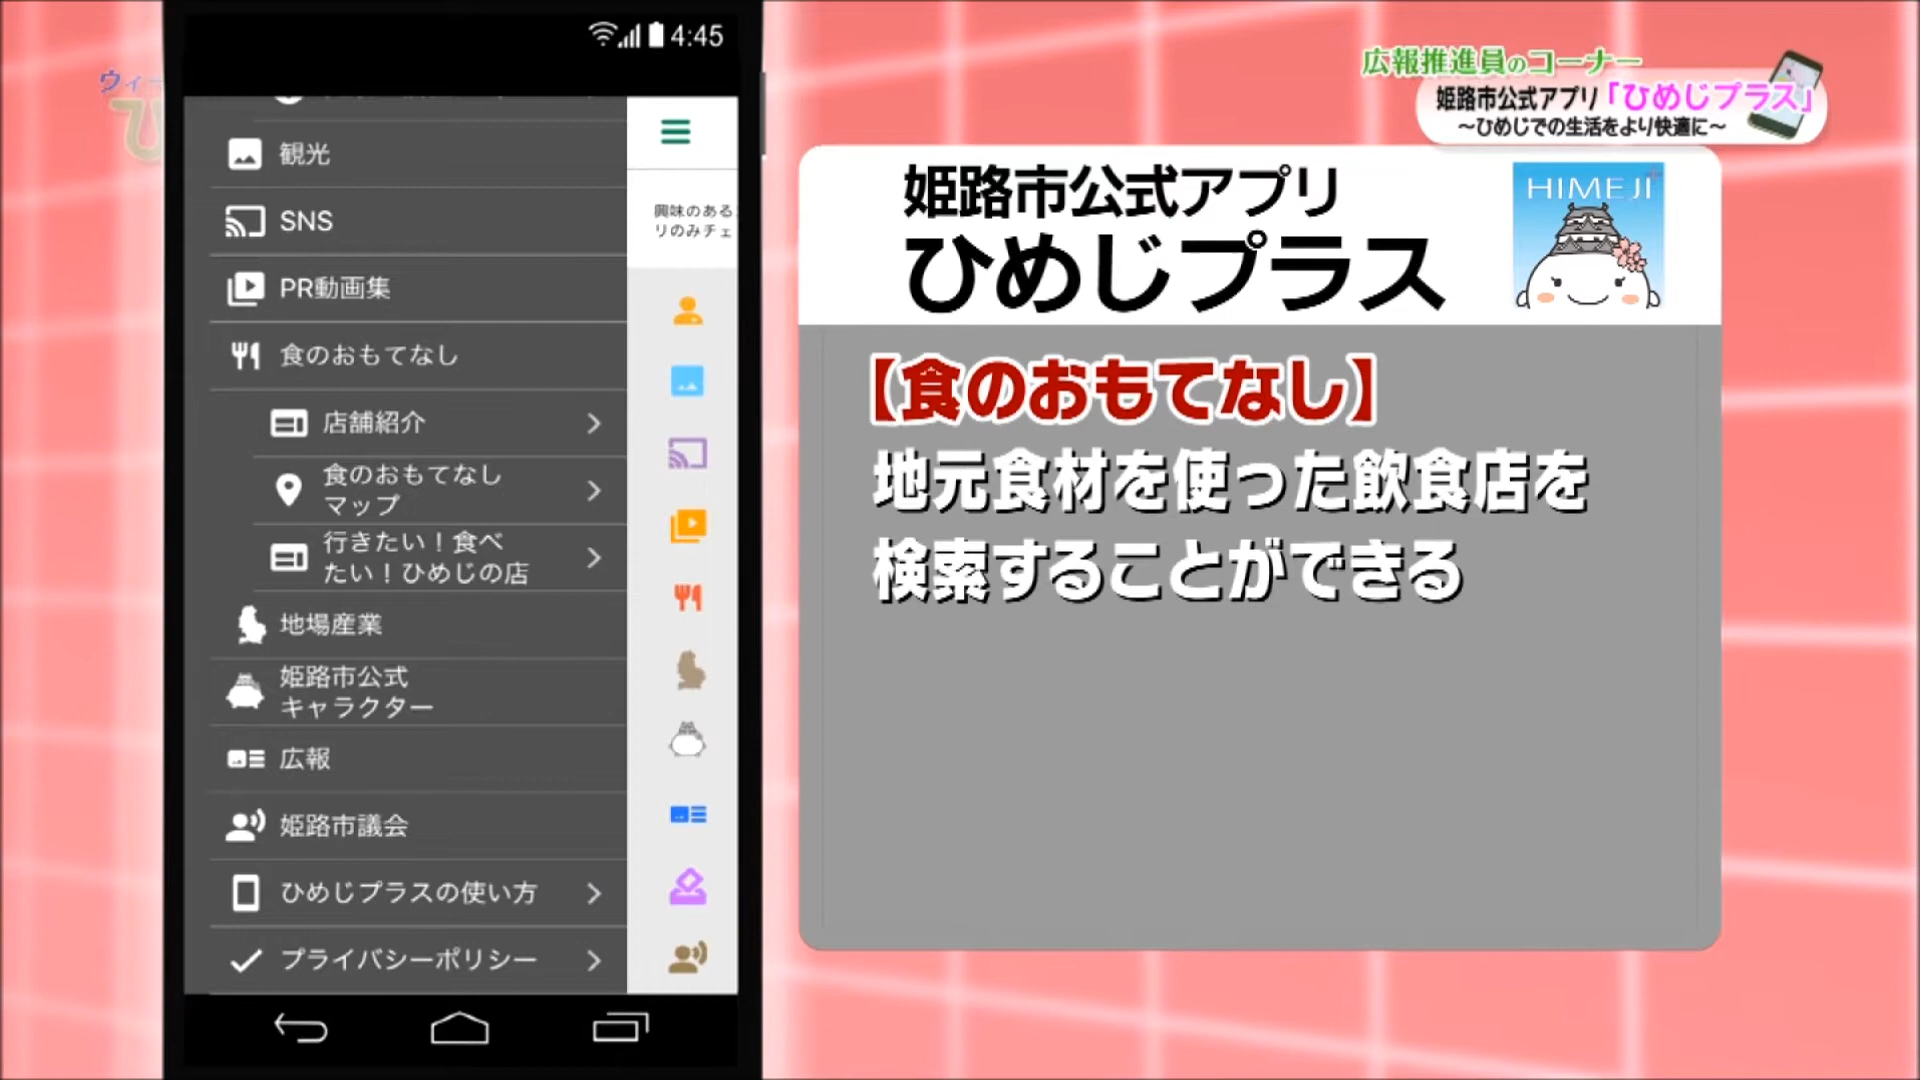 4:45
観光
SNS
PR動画集
食のおもてなし
店舗紹介
食のおもてなし
マップ
行きたい！食べ
たい！ひめじの店
地場産業
姫路市公式
キャラクター
広報
姫路市議会
ひめじプラスの使い方
プライバシーポリシー
興味のある
リのみチェ
広報推進員のコーナー
姫路市公式アプリ「ひめじプラス」
～ひめじでの生活をより快適に～
姫路市公式アプリ
ひめじプラス
HIMEJI+
【食のおもてなし】
地元食材を使った飲食店を
検索することができる
ウィー
ひ